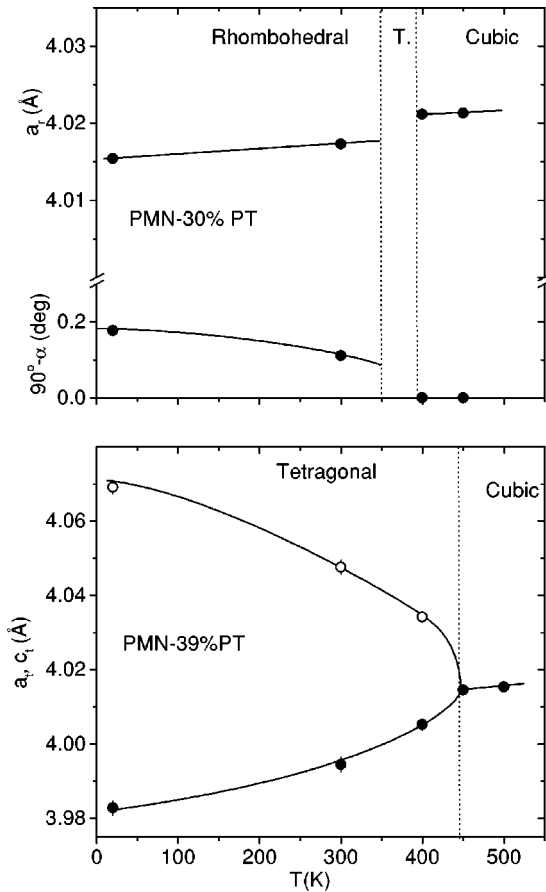 4.03
Rhombohedral T. Cubic
a_r (Å)
4.02
4.01
PMN-30% PT
90°-α (deg)
0.2
0.0
Tetragonal
Cubic
4.06
4.04
a_t, c_t (Å)
PMN-39%PT
4.02
4.00
3.98
0 100 200 300 400 500
T(K)